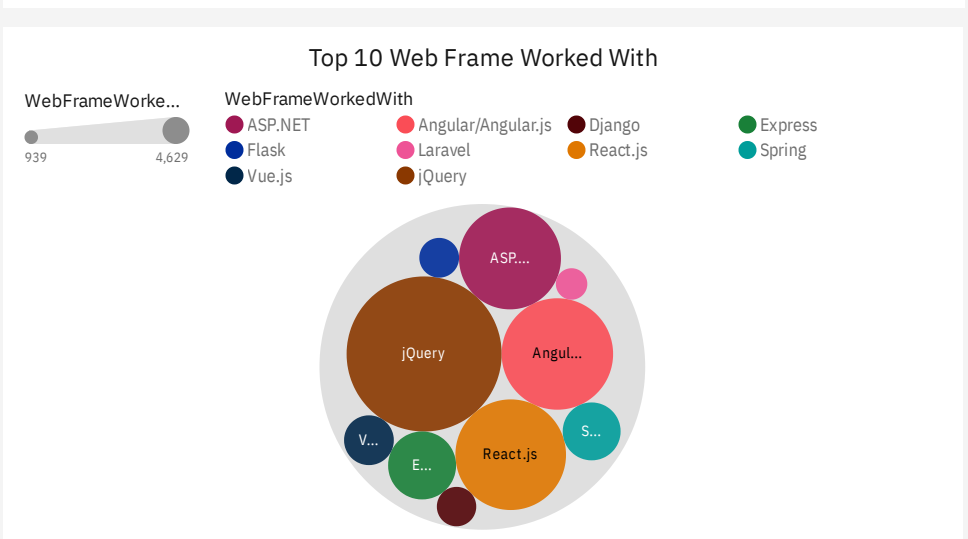 Top 10 Web Frame Worked With
WebFrameWorke...
939 4,629
WebFrameWorkedWith
ASP.NET Angular/Angular.js Django Express
Flask Laravel React.js Spring
Vue.js jQuery
ASP....
jQuery Angul...
S...
V...
React.js
E...